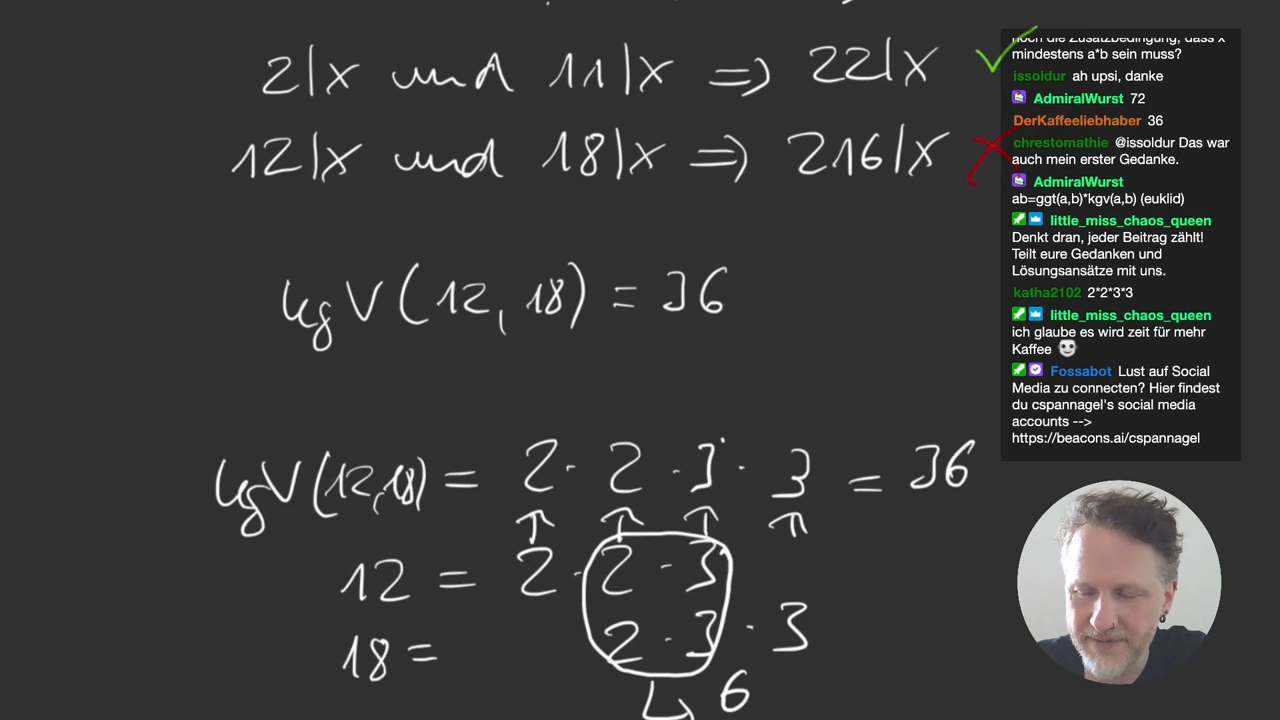 2|x und 11|x => 22|x ✓
12|x und 18|x => 216|x ✗
kgV(12, 18) = 36
kgV(12,18) = 2 · 2 · 3 · 3 = 36
↑ ↑ ↑ ↑
12 = 2 · 2 · 3
18 = 2 · 3 · 3
↳ 6
noch die Zusatzbedingung, dass x
mindestens a*b sein muss?
issoldur ah upsi, danke
AdmiralWurst 72
DerKaffeeliebhaber 36
chrestomathie @issoldur Das war
auch mein erster Gedanke.
AdmiralWurst
ab=ggt(a,b)*kgv(a,b) (euklid)
little_miss_chaos_queen
Denkt dran, jeder Beitrag zählt!
Teilt eure Gedanken und
Lösungsansätze mit uns.
katha2102 2*2*3*3
little_miss_chaos_queen
ich glaube es wird zeit für mehr
Kaffee
Fossabot Lust auf Social
Media zu connecten? Hier findest
du cspannagel's social media
accounts -->
https://beacons.ai/cspannagel